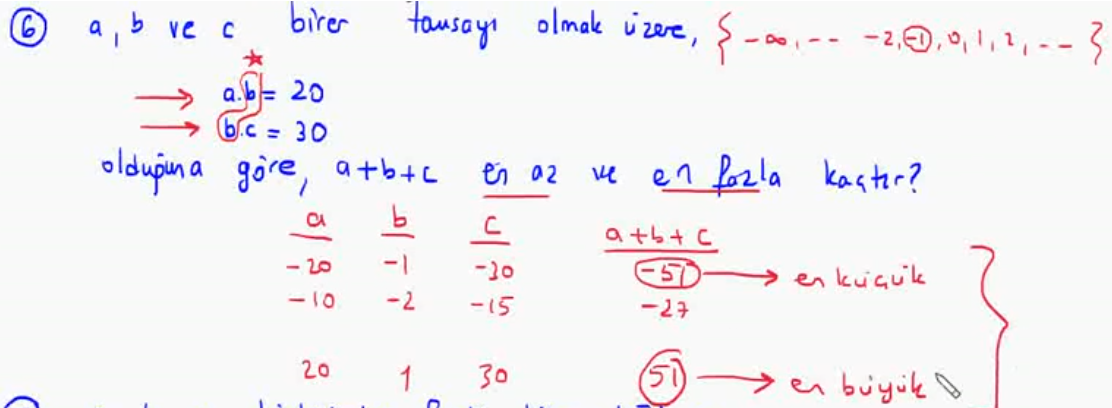 6 a, b ve c birer tamsayı olmak üzere, { -∞, -- -2, -1, 0, 1, 2, -- }
a.b = 20
b.c = 30
olduğuna göre, a+b+c en az ve en fazla kaçtır?
a b c a+b+c
-20 -1 -30 -51 → en küçük
-10 -2 -15 -27
20 1 30 51 → en büyük